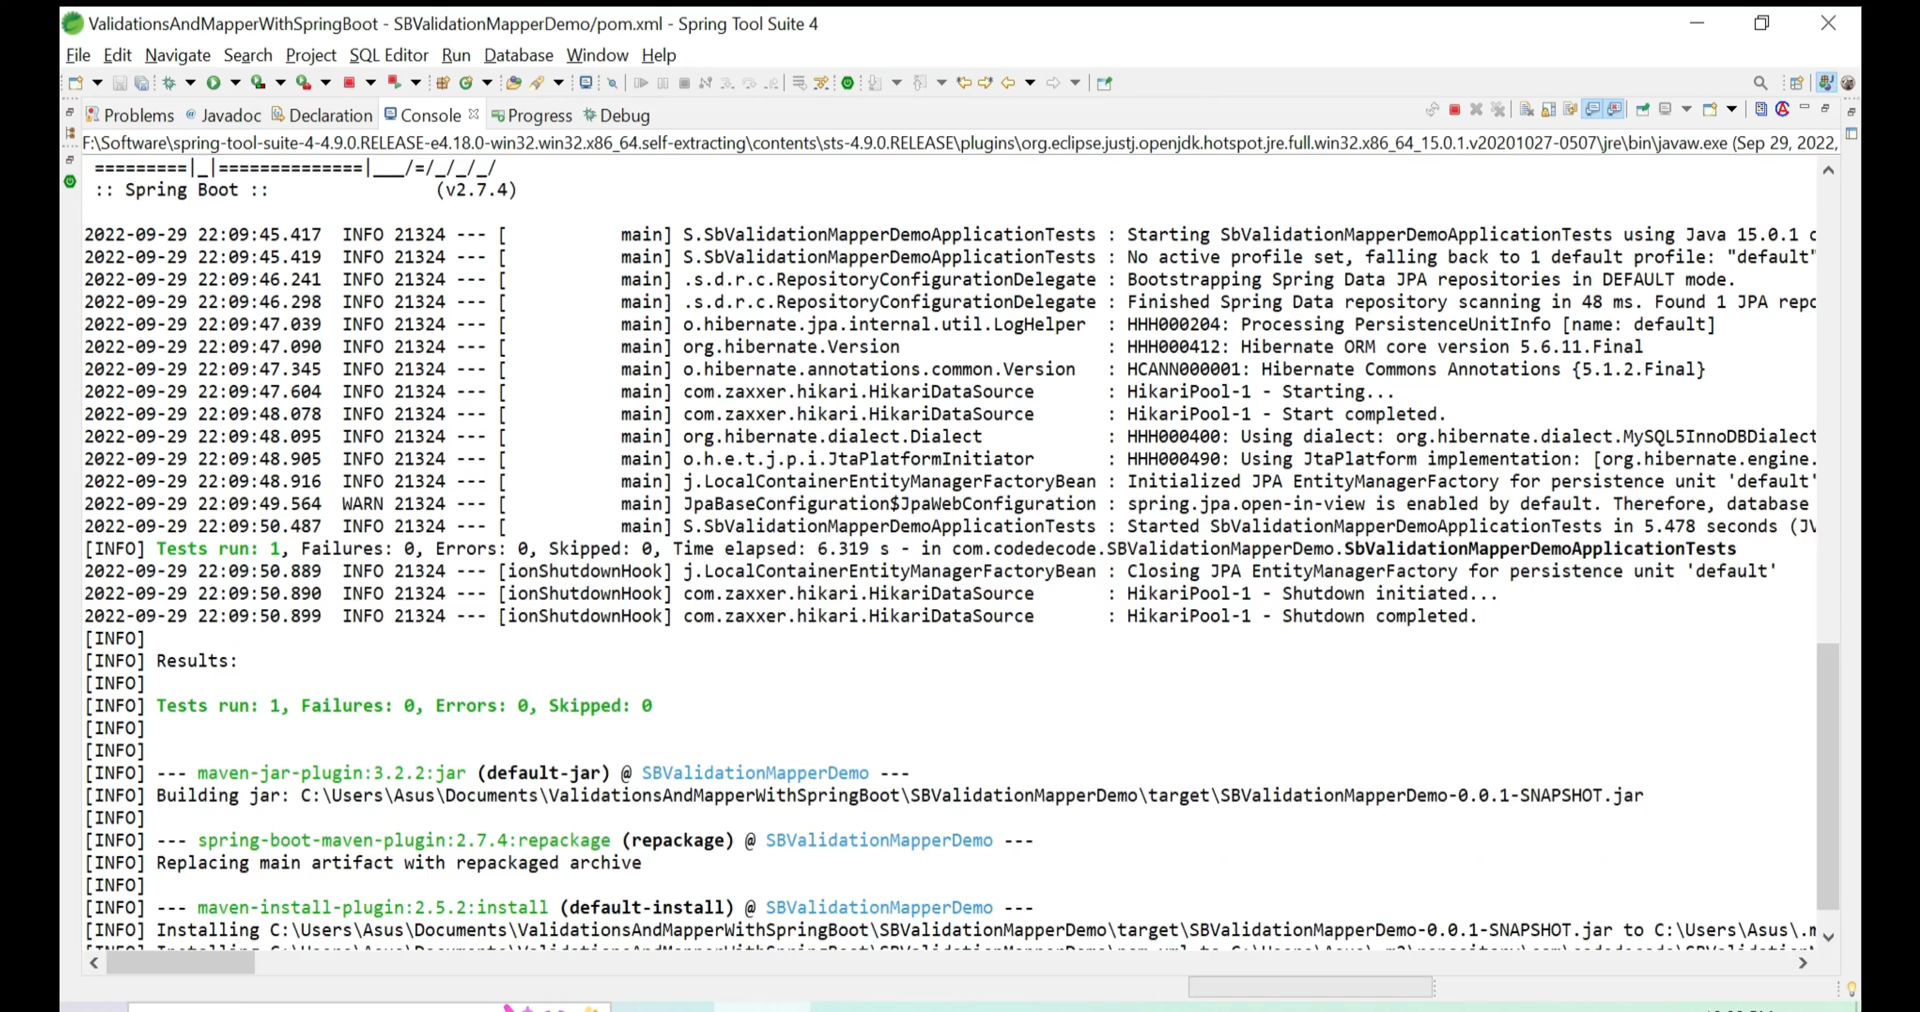 ValidationsAndMapperWithSpringBoot - SBValidationMapperDemo/pom.xml - Spring Tool Suite 4
File Edit Navigate Search Project SQL Editor Run Database Window Help
Problems @ Javadoc Declaration Console Progress Debug
F:\Software\spring-tool-suite-4-4.9.0.RELEASE-e4.18.0-win32.win32.x86_64.self-extracting\contents\sts-4.9.0.RELEASE\plugins\org.eclipse.justj.openjdk.hotspot.jre.full.win32.x86_64_15.0.1.v20201027-0507\jre\bin\javaw.exe (Sep 29, 2022,
=========|_|==============|___/=/_/_/_/
:: Spring Boot :: (v2.7.4)
2022-09-29 22:09:45.417 INFO 21324 --- [ main] S.SbValidationMapperDemoApplicationTests : Starting SbValidationMapperDemoApplicationTests using Java 15.0.1
2022-09-29 22:09:45.419 INFO 21324 --- [ main] S.SbValidationMapperDemoApplicationTests : No active profile set, falling back to 1 default profile: "default"
2022-09-29 22:09:46.241 INFO 21324 --- [ main] .s.d.r.c.RepositoryConfigurationDelegate : Bootstrapping Spring Data JPA repositories in DEFAULT mode.
2022-09-29 22:09:46.298 INFO 21324 --- [ main] .s.d.r.c.RepositoryConfigurationDelegate : Finished Spring Data repository scanning in 48 ms. Found 1 JPA repo
2022-09-29 22:09:47.039 INFO 21324 --- [ main] o.hibernate.jpa.internal.util.LogHelper : HHH000204: Processing PersistenceUnitInfo [name: default]
2022-09-29 22:09:47.090 INFO 21324 --- [ main] org.hibernate.Version : HHH000412: Hibernate ORM core version 5.6.11.Final
2022-09-29 22:09:47.345 INFO 21324 --- [ main] o.hibernate.annotations.common.Version : HCANN000001: Hibernate Commons Annotations {5.1.2.Final}
2022-09-29 22:09:47.604 INFO 21324 --- [ main] com.zaxxer.hikari.HikariDataSource : HikariPool-1 - Starting...
2022-09-29 22:09:48.078 INFO 21324 --- [ main] com.zaxxer.hikari.HikariDataSource : HikariPool-1 - Start completed.
2022-09-29 22:09:48.095 INFO 21324 --- [ main] org.hibernate.dialect.Dialect : HHH000400: Using dialect: org.hibernate.dialect.MySQL5InnoDBDialect
2022-09-29 22:09:48.905 INFO 21324 --- [ main] o.h.e.t.j.p.i.JtaPlatformInitiator : HHH000490: Using JtaPlatform implementation: [org.hibernate.engine.
2022-09-29 22:09:48.916 INFO 21324 --- [ main] j.LocalContainerEntityManagerFactoryBean : Initialized JPA EntityManagerFactory for persistence unit 'default'
2022-09-29 22:09:49.564 WARN 21324 --- [ main] JpaBaseConfiguration$JpaWebConfiguration : spring.jpa.open-in-view is enabled by default. Therefore, database
2022-09-29 22:09:50.487 INFO 21324 --- [ main] S.SbValidationMapperDemoApplicationTests : Started SbValidationMapperDemoApplicationTests in 5.478 seconds (JV
[INFO] Tests run: 1, Failures: 0, Errors: 0, Skipped: 0, Time elapsed: 6.319 s - in com.codedecode.SBValidationMapperDemo.SbValidationMapperDemoApplicationTests
2022-09-29 22:09:50.889 INFO 21324 --- [ionShutdownHook] j.LocalContainerEntityManagerFactoryBean : Closing JPA EntityManagerFactory for persistence unit 'default'
2022-09-29 22:09:50.890 INFO 21324 --- [ionShutdownHook] com.zaxxer.hikari.HikariDataSource : HikariPool-1 - Shutdown initiated...
2022-09-29 22:09:50.899 INFO 21324 --- [ionShutdownHook] com.zaxxer.hikari.HikariDataSource : HikariPool-1 - Shutdown completed.
[INFO]
[INFO] Results:
[INFO]
[INFO] Tests run: 1, Failures: 0, Errors: 0, Skipped: 0
[INFO]
[INFO]
[INFO] --- maven-jar-plugin:3.2.2:jar (default-jar) @ SBValidationMapperDemo ---
[INFO] Building jar: C:\Users\Asus\Documents\ValidationsAndMapperWithSpringBoot\SBValidationMapperDemo\target\SBValidationMapperDemo-0.0.1-SNAPSHOT.jar
[INFO]
[INFO] --- spring-boot-maven-plugin:2.7.4:repackage (repackage) @ SBValidationMapperDemo ---
[INFO] Replacing main artifact with repackaged archive
[INFO]
[INFO] --- maven-install-plugin:2.5.2:install (default-install) @ SBValidationMapperDemo ---
[INFO] Installing C:\Users\Asus\Documents\ValidationsAndMapperWithSpringBoot\SBValidationMapperDemo\target\SBValidationMapperDemo-0.0.1-SNAPSHOT.jar to C:\Users\Asus\.m